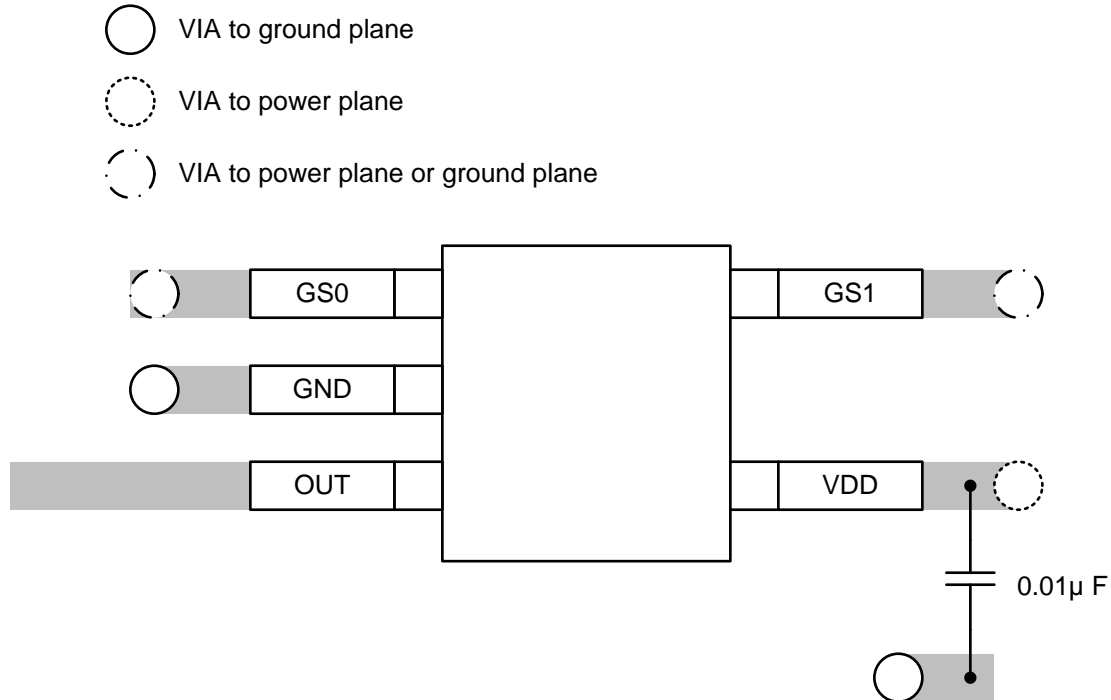 VIA to ground plane
VIA to power plane
VIA to power plane or ground plane
GS0
GS1
GND
OUT
VDD
0.01µ F